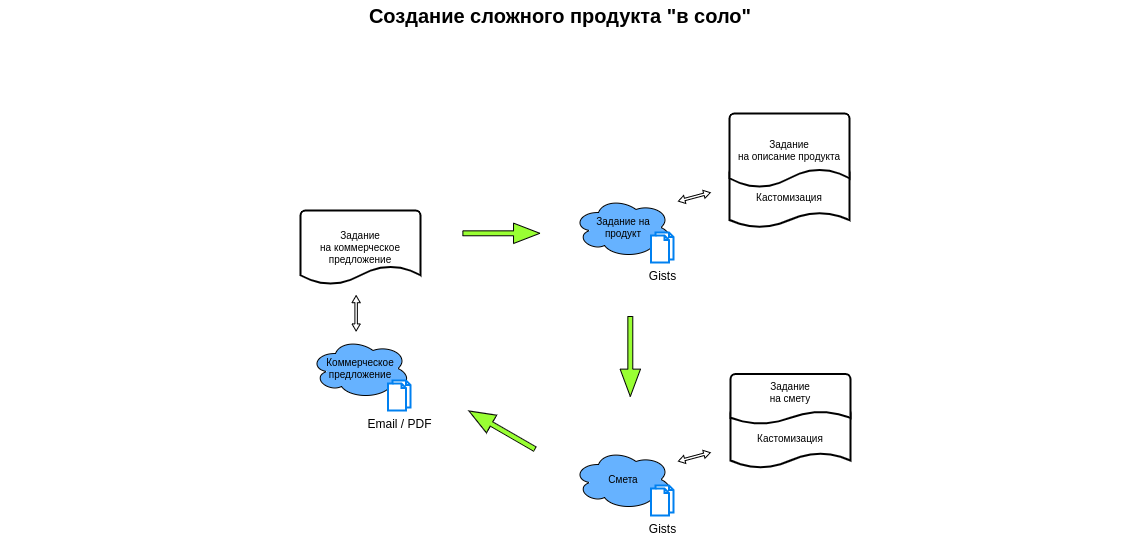 Создание сложного продукта "в соло"
Задание
на описание продукта
Кастомизация
Задание на
продукт
Gists
Задание
на коммерческое
предложение
Коммерческое
предложение
Email / PDF
Задание
на смету
Кастомизация
Смета
Gists